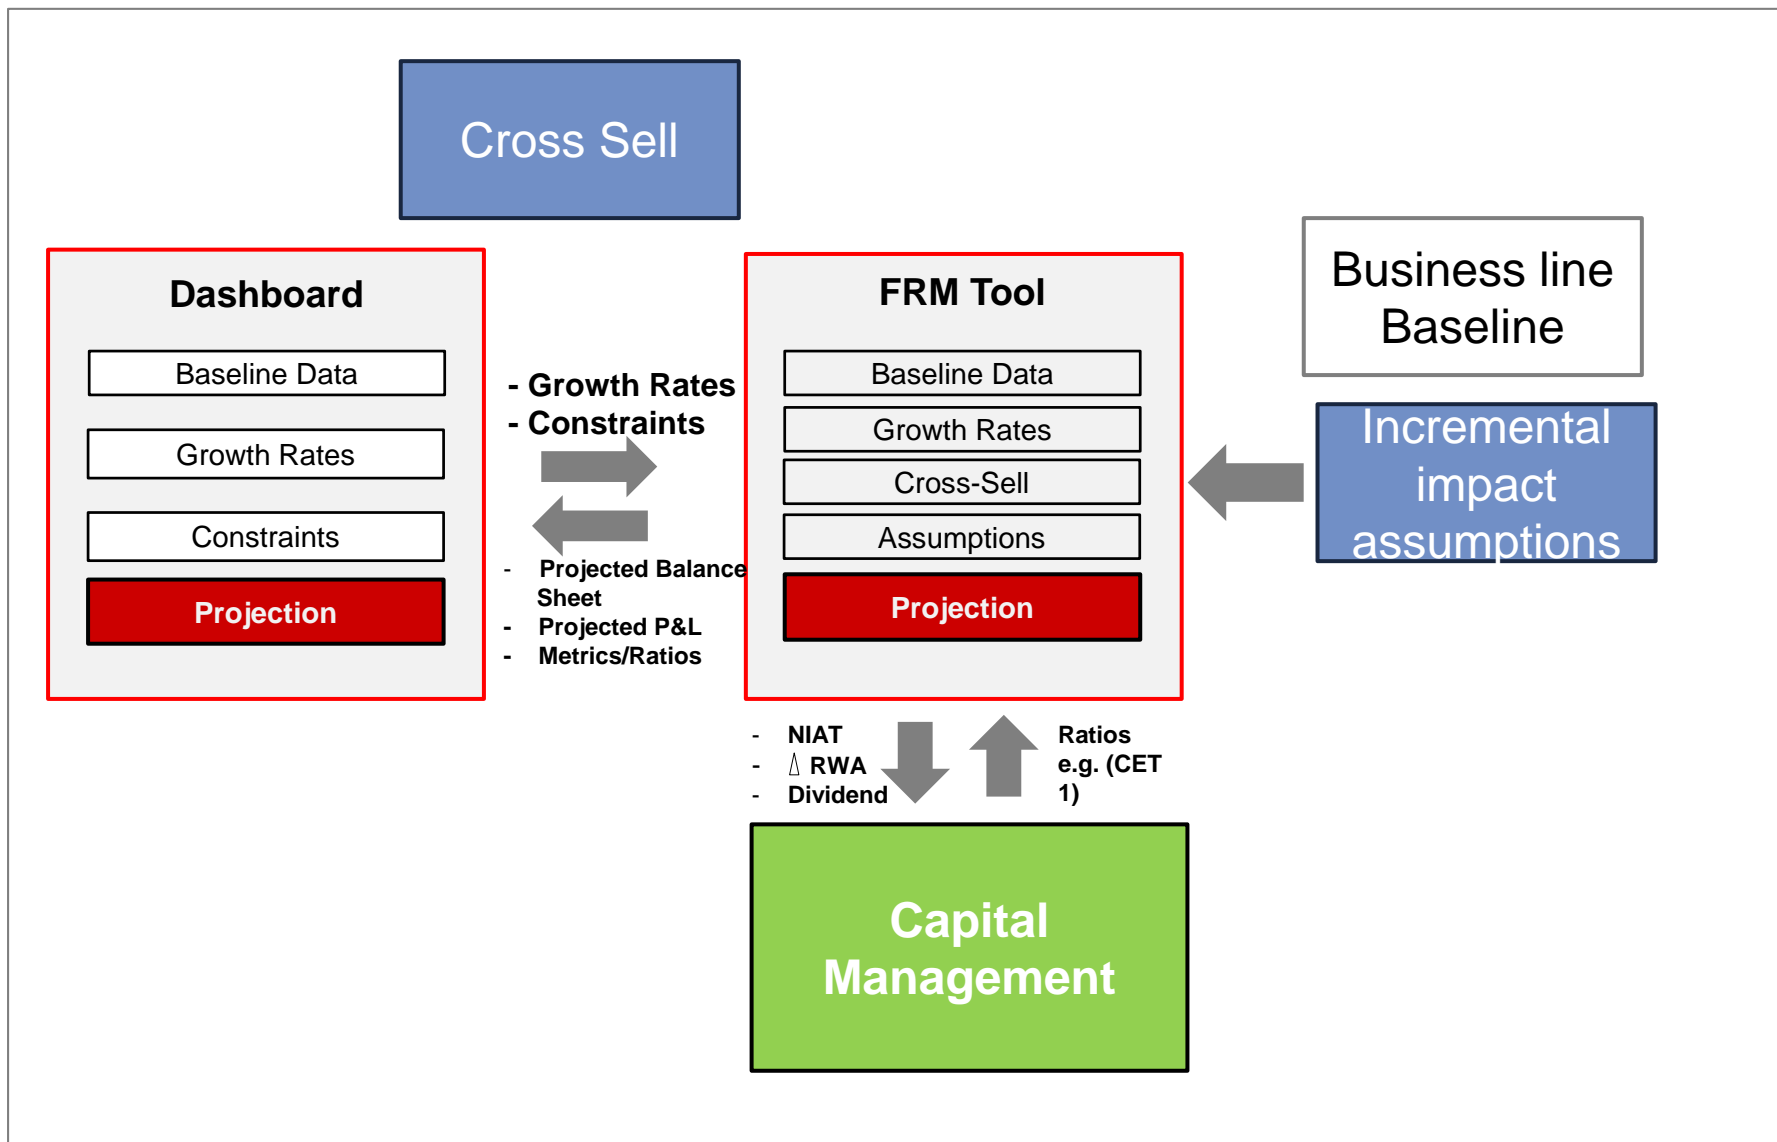 Cross Sell
Dashboard
Baseline Data
Growth Rates
Constraints
Projection
- Growth Rates
- Constraints
- Projected Balance
Sheet
- Projected P&L
- Metrics/Ratios
FRM Tool
Baseline Data
Growth Rates
Cross-Sell
Assumptions
Projection
Business line
Baseline
Incremental
impact
assumptions
- NIAT
- Δ RWA
- Dividend
Ratios
e.g. (CET
1)
Capital
Management